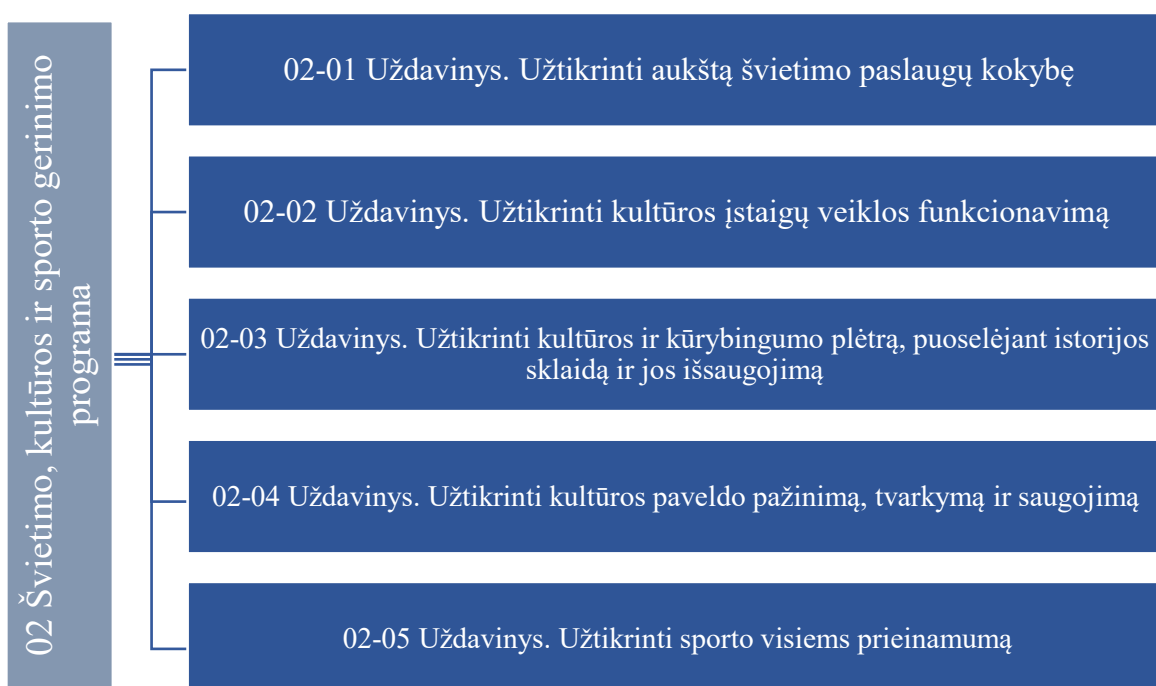 02 Švietimo, kultūros ir sporto gerinimo
programa
02-01 Uždavinys. Užtikrinti aukštą švietimo paslaugų kokybę
02-02 Uždavinys. Užtikrinti kultūros įstaigų veiklos funkcionavimą
02-03 Uždavinys. Užtikrinti kultūros ir kūrybingumo plėtrą, puoselėjant istorijos
sklaidą ir jos išsaugojimą
02-04 Uždavinys. Užtikrinti kultūros paveldo pažinimą, tvarkymą ir saugojimą
02-05 Uždavinys. Užtikrinti sporto visiems prieinamumą